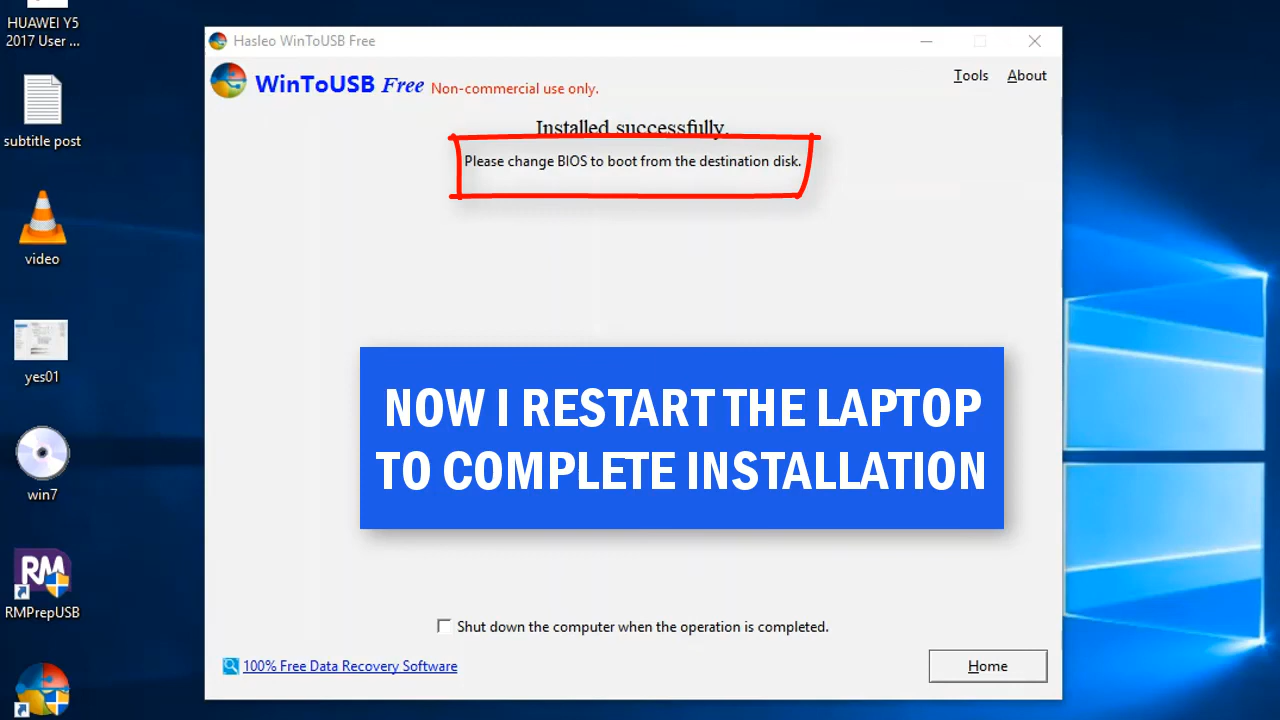 HUAWEI Y5
2017 User ...
subtitle post
video
yes01
win7
RMPrepUSB
RM
Hasleo WinToUSB Free
WinToUSB Free Non-commercial use only.
Tools About
Installed successfully.
Please change BIOS to boot from the destination disk.
NOW I RESTART THE LAPTOP
TO COMPLETE INSTALLATION
Shut down the computer when the operation is completed.
100% Free Data Recovery Software
Home